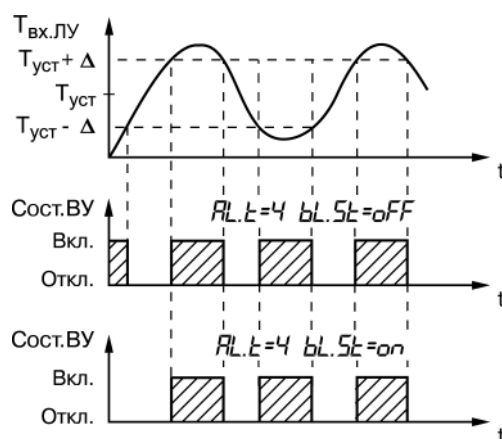 Tвх.ЛУ
Tуст + Δ
Tуст
Tуст - Δ
t
Сост.ВУ
AL.t=4 bL.St=oFF
Вкл.
Откл.
t
Сост.ВУ
AL.t=4 bL.St=on
Вкл.
Откл.
t